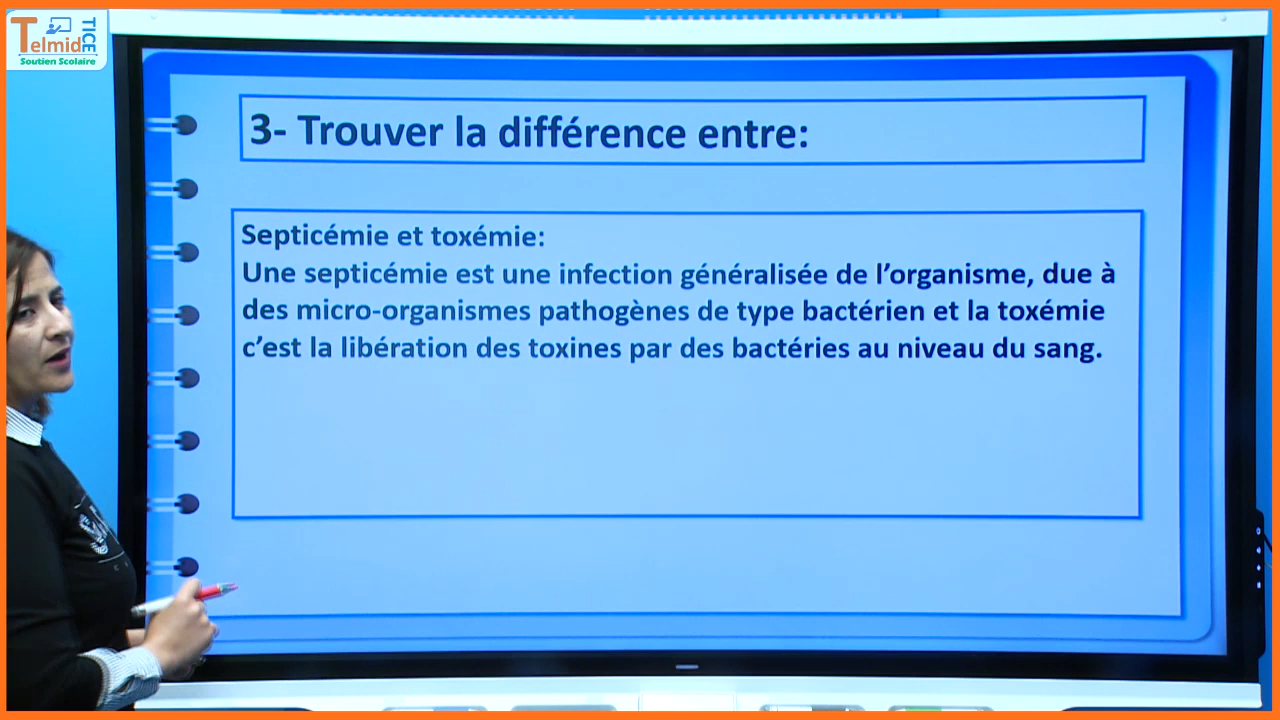 Telmid TICE
Soutien Scolaire
3- Trouver la différence entre:
Septicémie et toxémie:
Une septicémie est une infection généralisée de l’organisme, due à
des micro-organismes pathogènes de type bactérien et la toxémie
c’est la libération des toxines par des bactéries au niveau du sang.